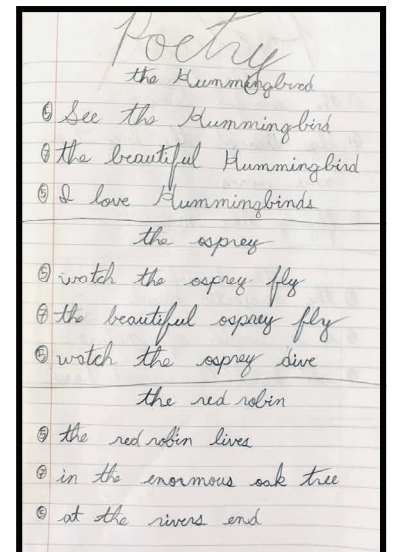 Poetry
the Hummingbird
⑤ See the Hummingbird
⑦ the beautiful Hummingbird
⑤ I love Hummingbirds
the osprey
⑤ watch the osprey fly
⑦ the beautiful osprey fly
⑤ watch the osprey dive
the red robin
⑤ the red robin lives
⑦ in the enormous oak tree
⑤ at the rivers end